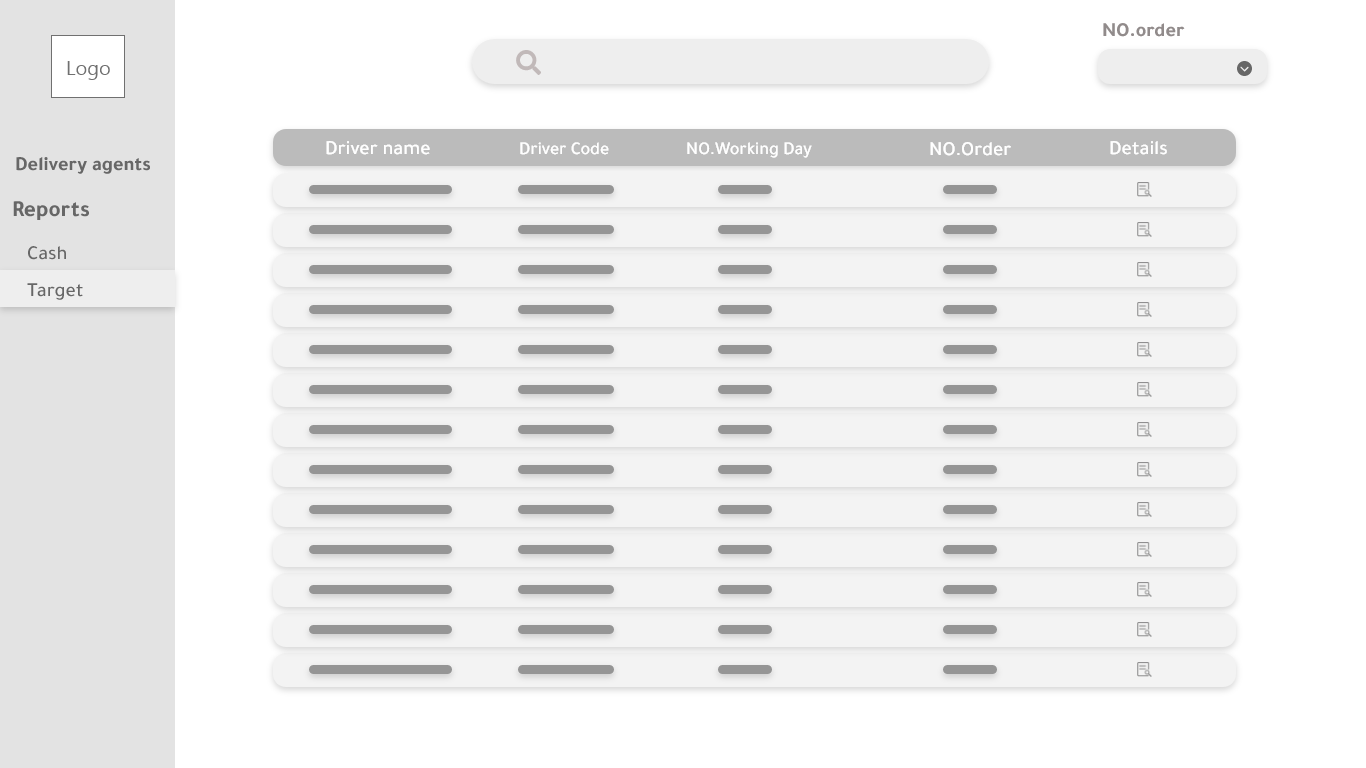 Logo
Delivery agents
Reports
Cash
Target
NO.order
Driver name Driver Code NO.Working Day NO.Order Details